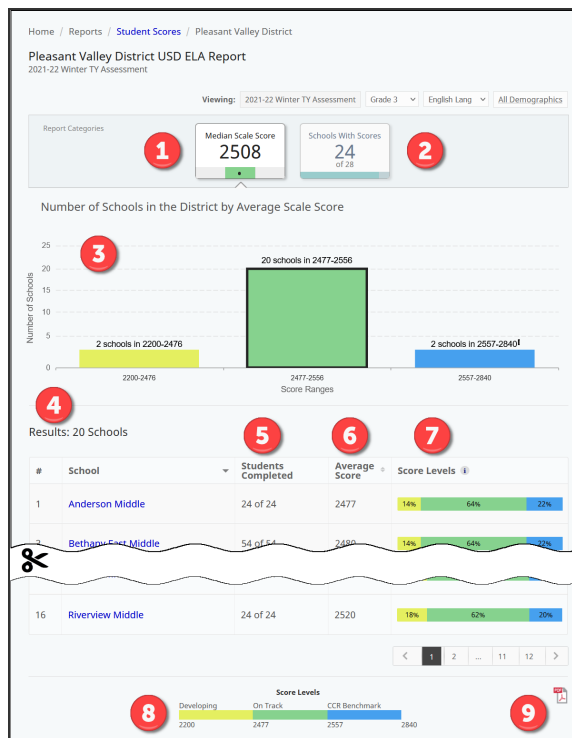 Home / Reports / Student Scores / Pleasant Valley District
Pleasant Valley District USD ELA Report
2021-22 Winter TY Assessment
Viewing: 2021-22 Winter TY Assessment Grade 3 English Lang All Demographics
Report Categories
1
Median Scale Score
2508
Schools With Scores
24
of 28
2
Number of Schools in the District by Average Scale Score
3
Number of Schools
25
20
15
10
5
0
2 schools in 2200-2476
20 schools in 2477-2556
2 schools in 2557-2840
2200-2476 2477-2556 2557-2840
Score Ranges
4
Results: 20 Schools
5 6 7
# School Students Completed Average Score Score Levels i
1 Anderson Middle 24 of 24 2477 14% 64% 22%
2 Bethany East Middle 54 of 54 2480 14% 64% 22%
16 Riverview Middle 24 of 24 2520 18% 62% 20%
< 1 2 ... 11 12 >
Score Levels
8
Developing On Track CCR Benchmark
2200 2477 2557 2840
9
PDF